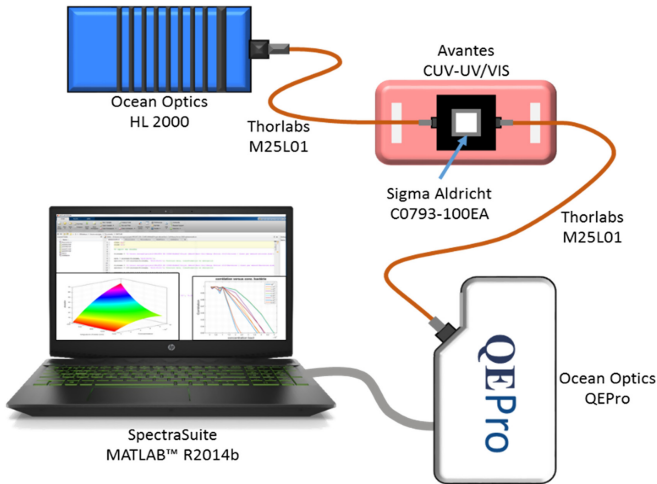 Ocean Optics
HL 2000
Thorlabs
M25L01
Avantes
CUV-UV/VIS
Sigma Aldricht
C0793-100EA
Thorlabs
M25L01
QEPro
Ocean Optics
QEPro
SpectraSuite
MATLAB™ R2014b